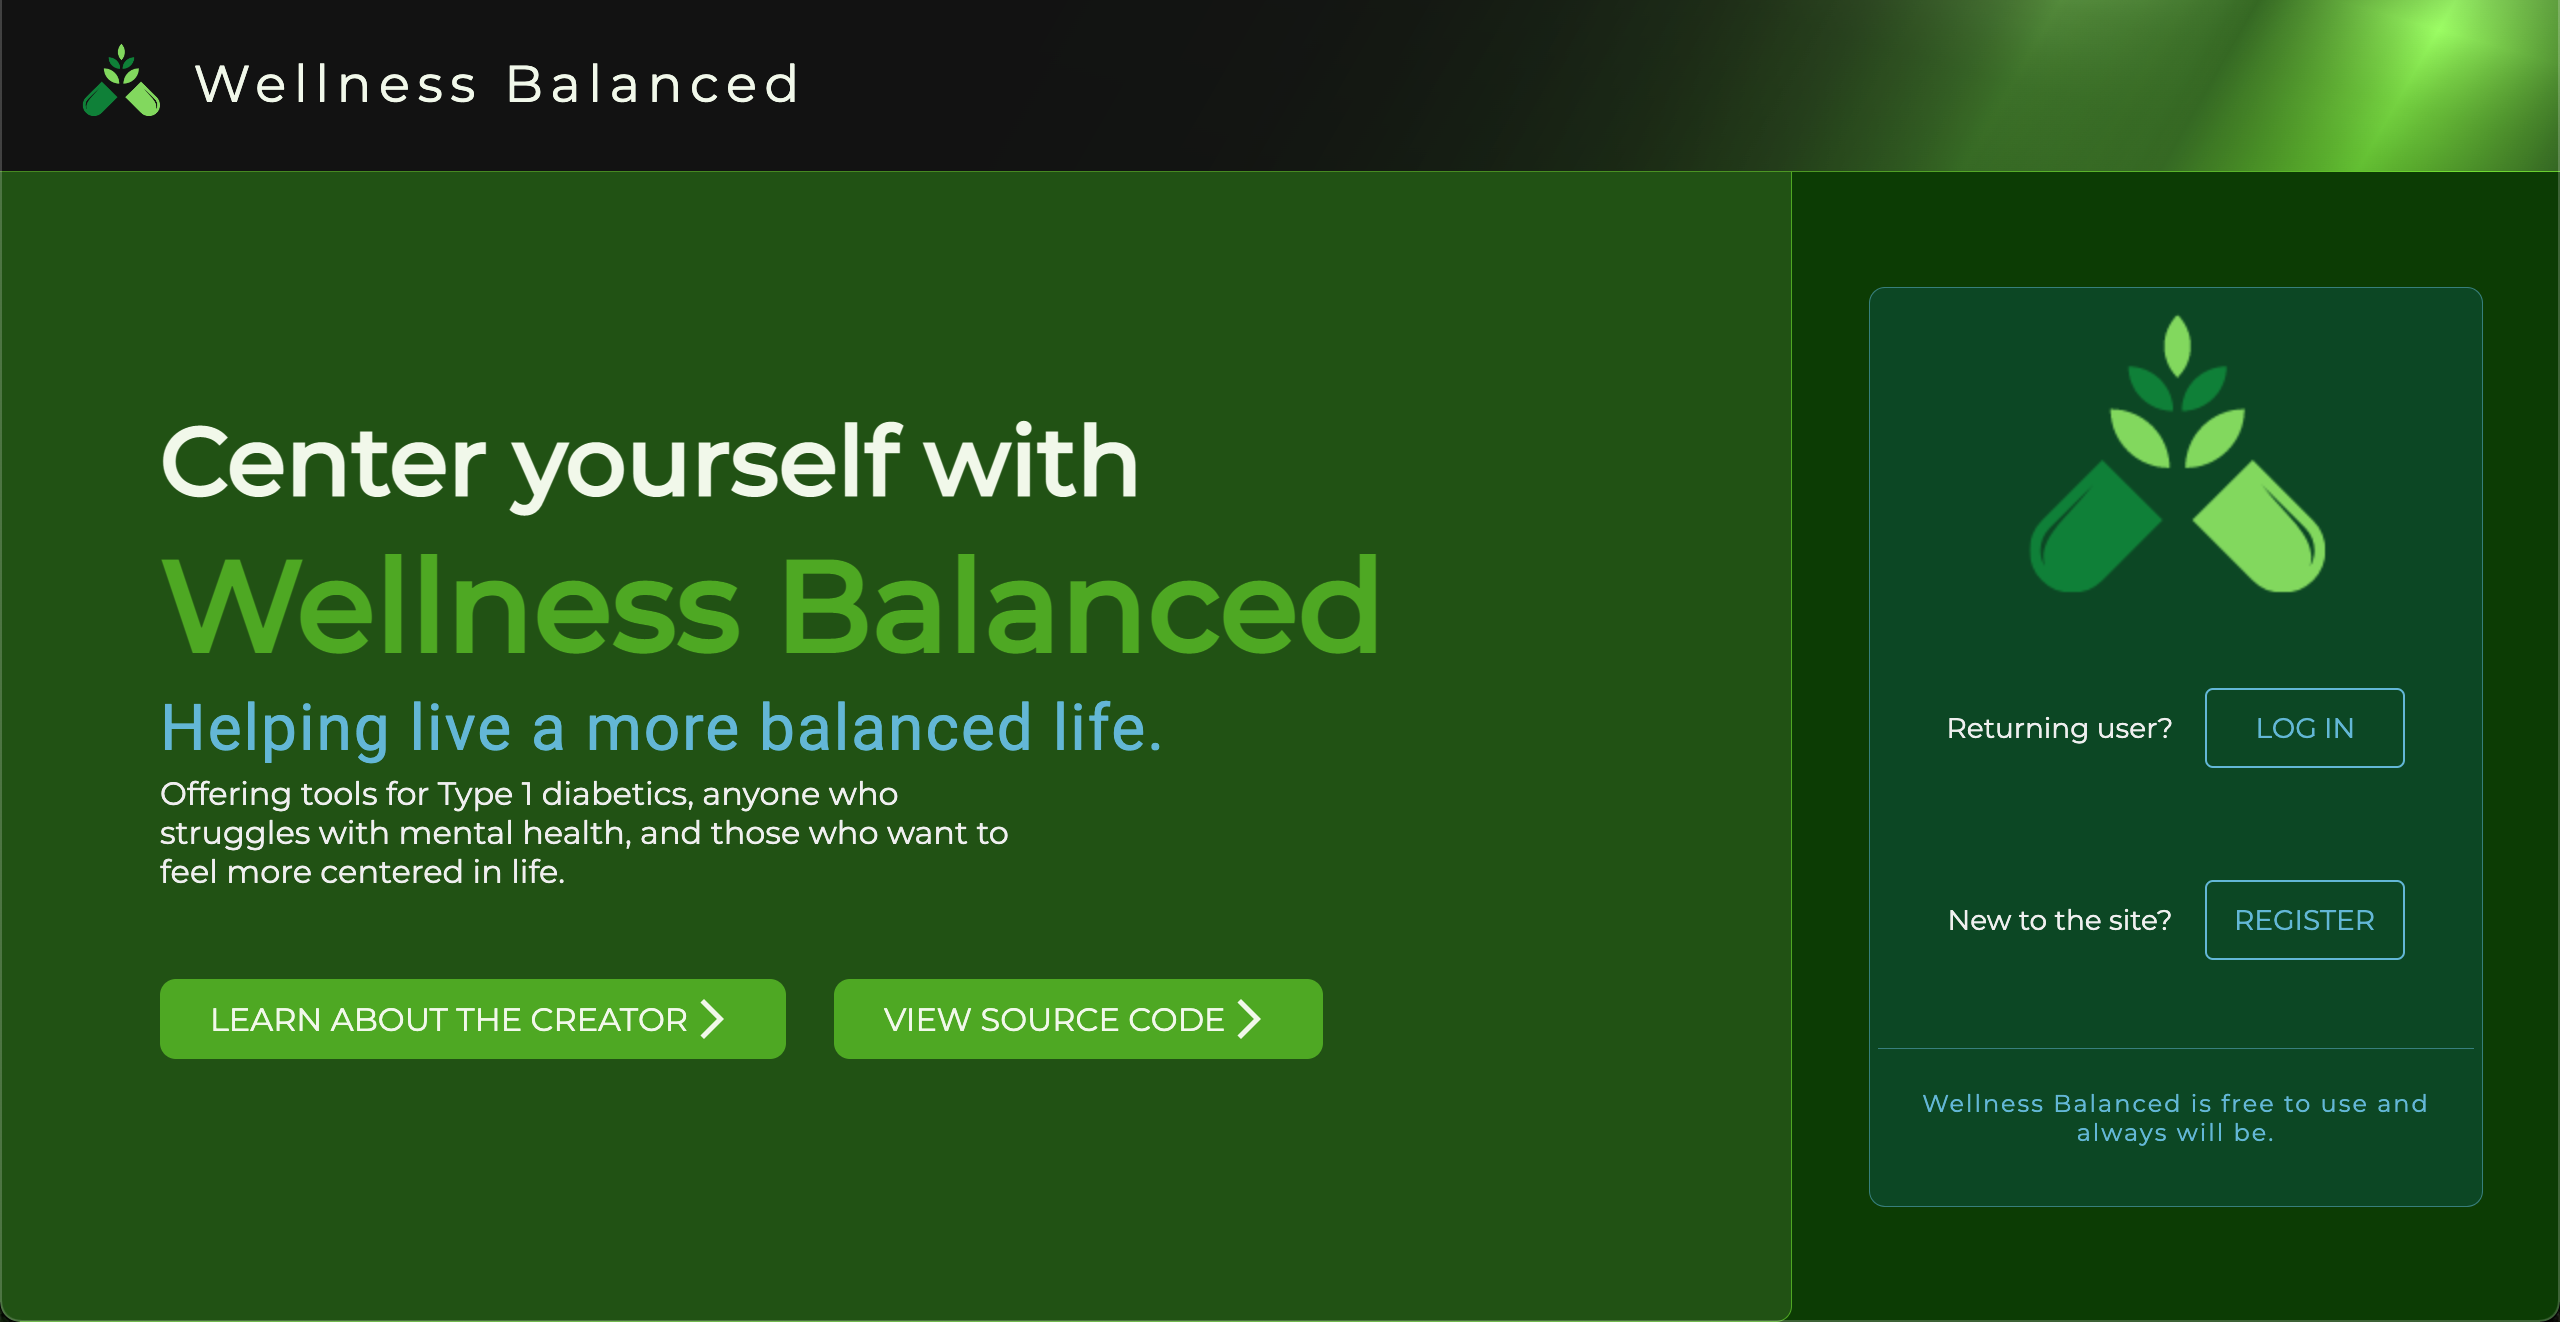 Wellness Balanced
Center yourself with
Wellness Balanced
Helping live a more balanced life.
Offering tools for Type 1 diabetics, anyone who
struggles with mental health, and those who want to
feel more centered in life.
LEARN ABOUT THE CREATOR
VIEW SOURCE CODE
Returning user?
LOG IN
New to the site?
REGISTER
Wellness Balanced is free to use and
always will be.